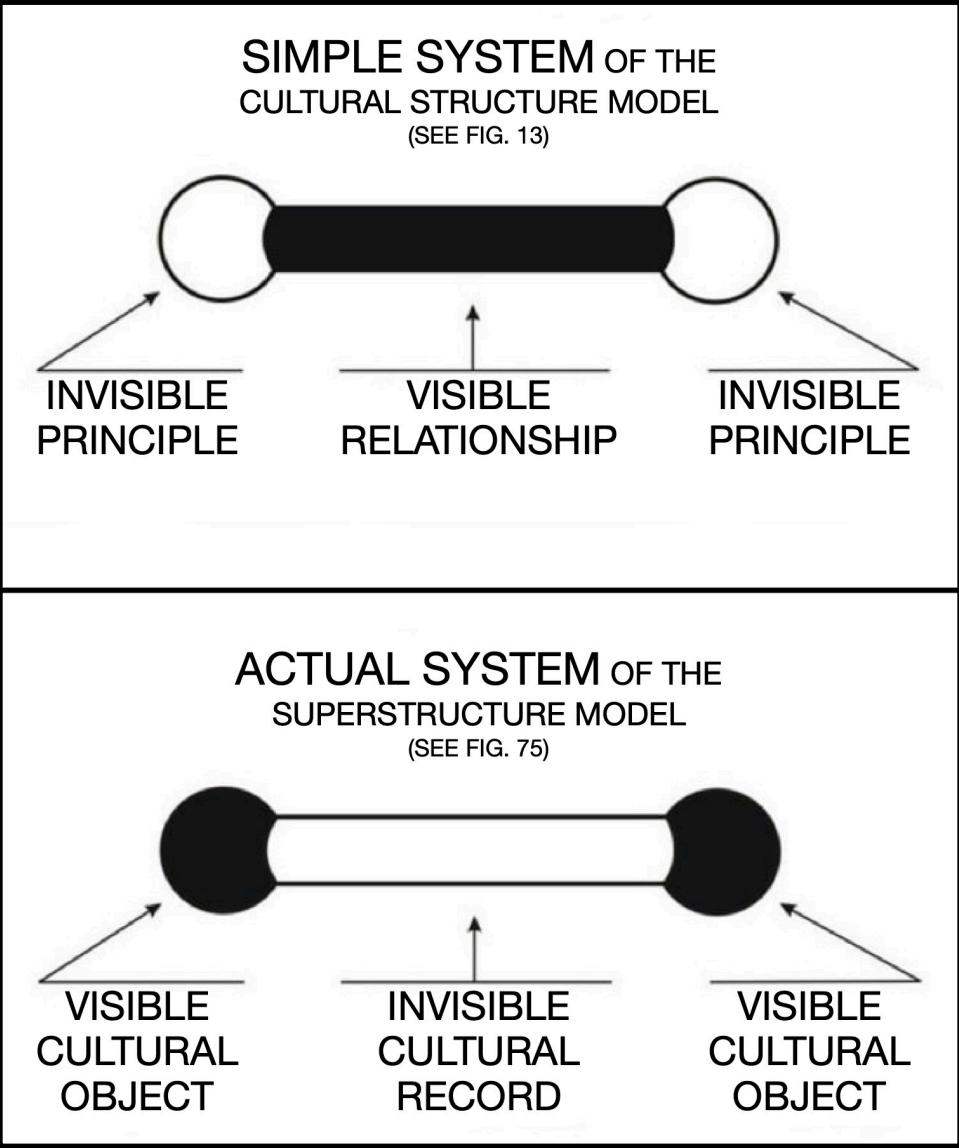 SIMPLE SYSTEM OF THE
CULTURAL STRUCTURE MODEL
(SEE FIG. 13)
INVISIBLE
PRINCIPLE
VISIBLE
RELATIONSHIP
INVISIBLE
PRINCIPLE
ACTUAL SYSTEM OF THE
SUPERSTRUCTURE MODEL
(SEE FIG. 75)
VISIBLE
CULTURAL
OBJECT
INVISIBLE
CULTURAL
RECORD
VISIBLE
CULTURAL
OBJECT